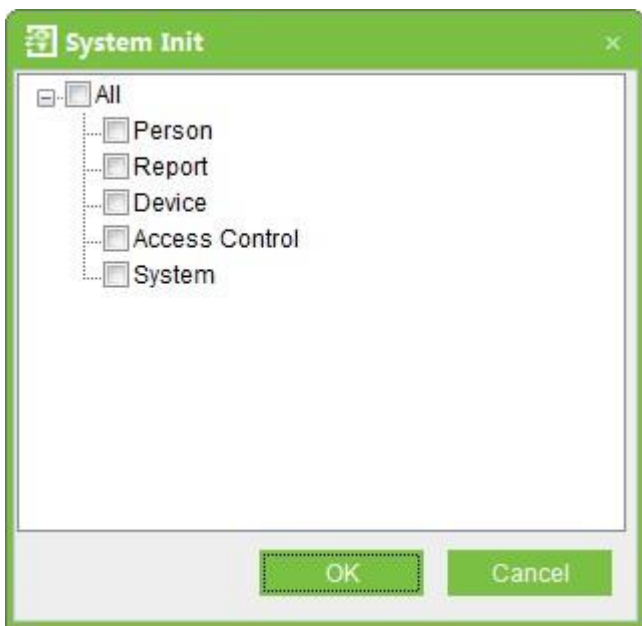 System Init
All
Person
Report
Device
Access Control
System
OK
Cancel